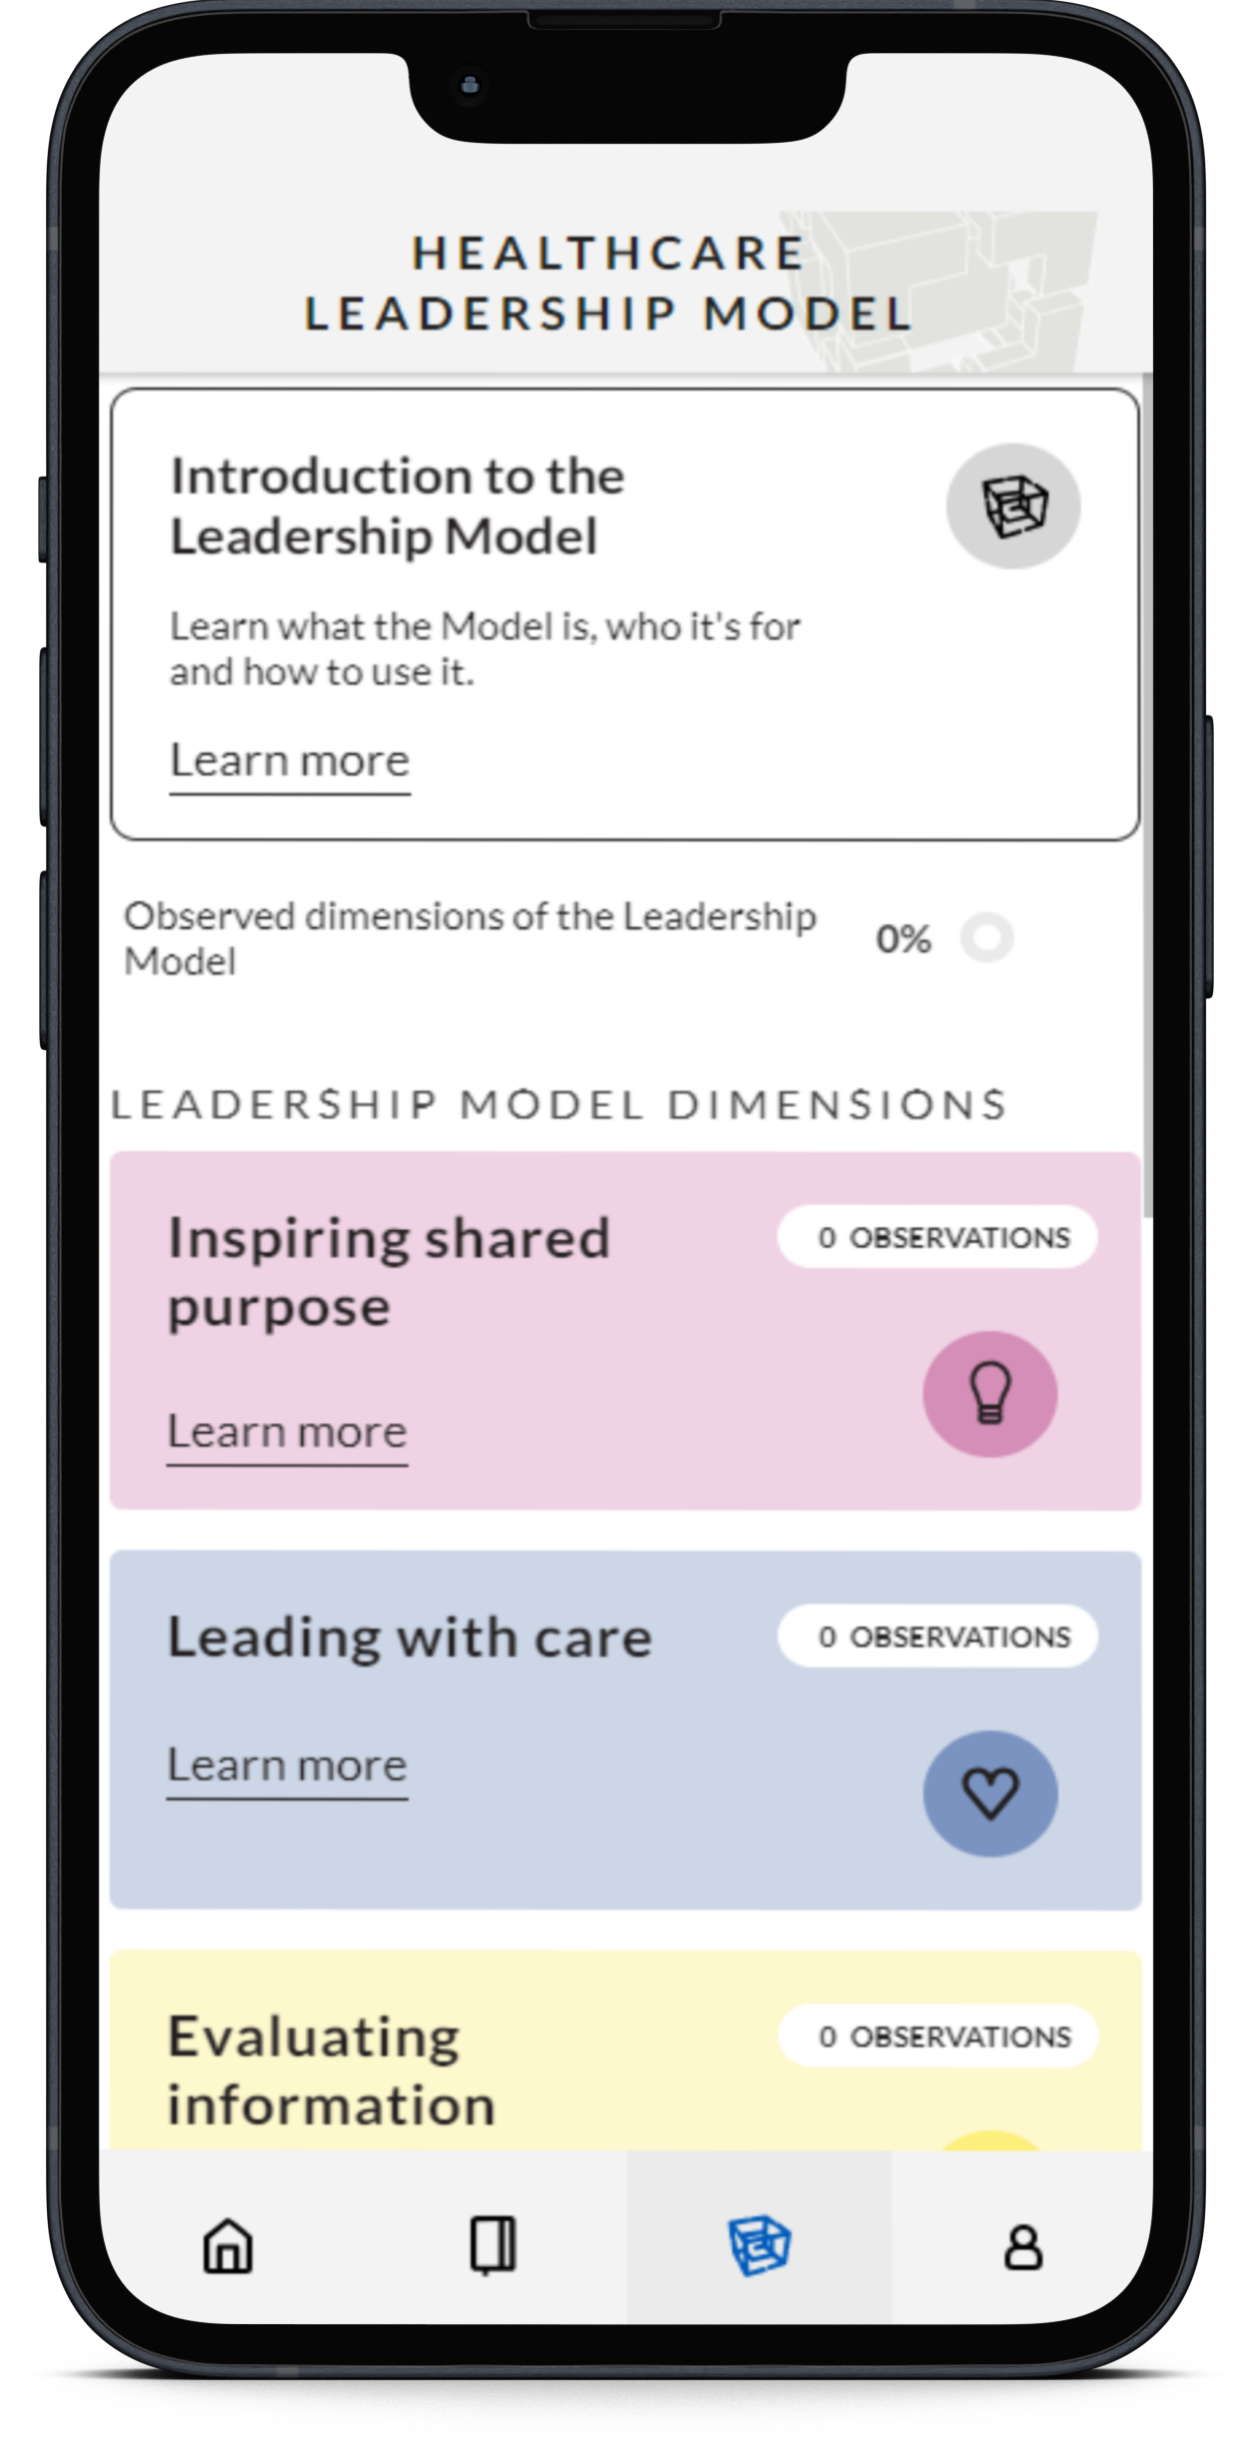 HEALTHCARE
LEADERSHIP MODEL
Introduction to the
Leadership Model
Learn what the Model is, who it's for
and how to use it.
Learn more
Observed dimensions of the Leadership
Model
0%
LEADERSHIP MODEL DIMENSIONS
Inspiring shared
purpose
0 OBSERVATIONS
Learn more
Leading with care
0 OBSERVATIONS
Learn more
Evaluating
information
0 OBSERVATIONS